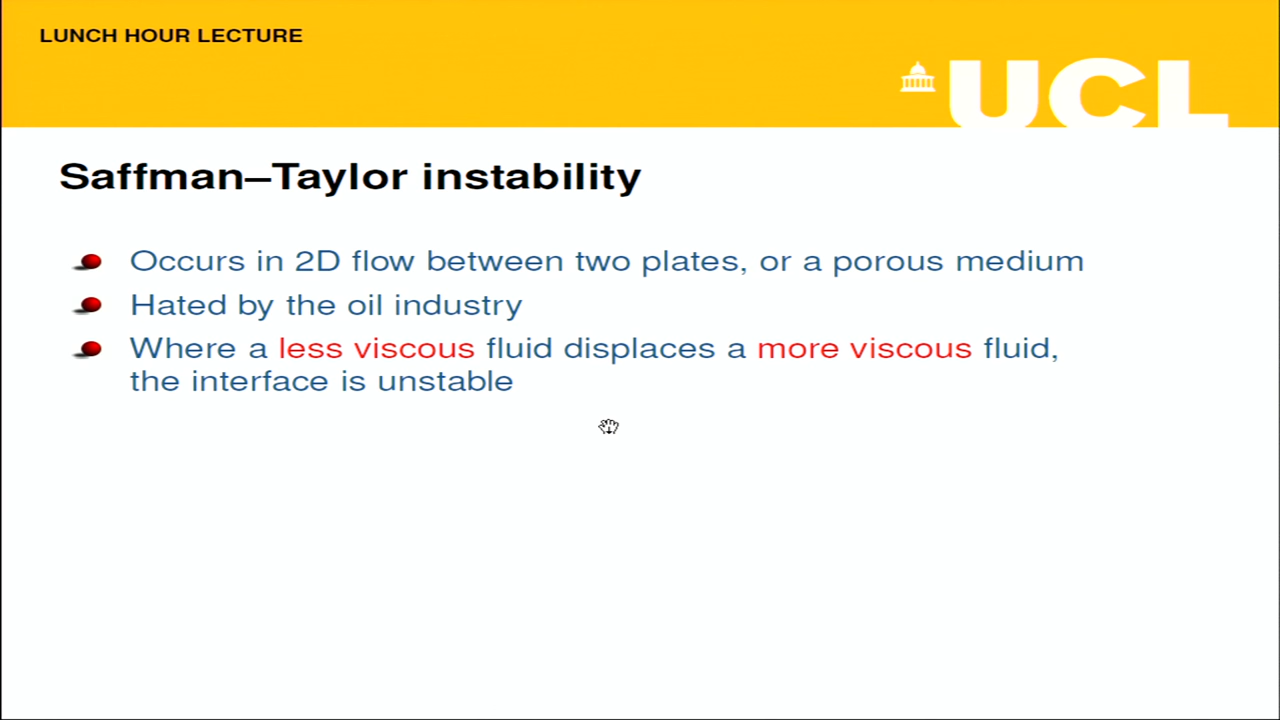 LUNCH HOUR LECTURE
UCL
Saffman–Taylor instability
Occurs in 2D flow between two plates, or a porous medium
Hated by the oil industry
Where a less viscous fluid displaces a more viscous fluid,
the interface is unstable